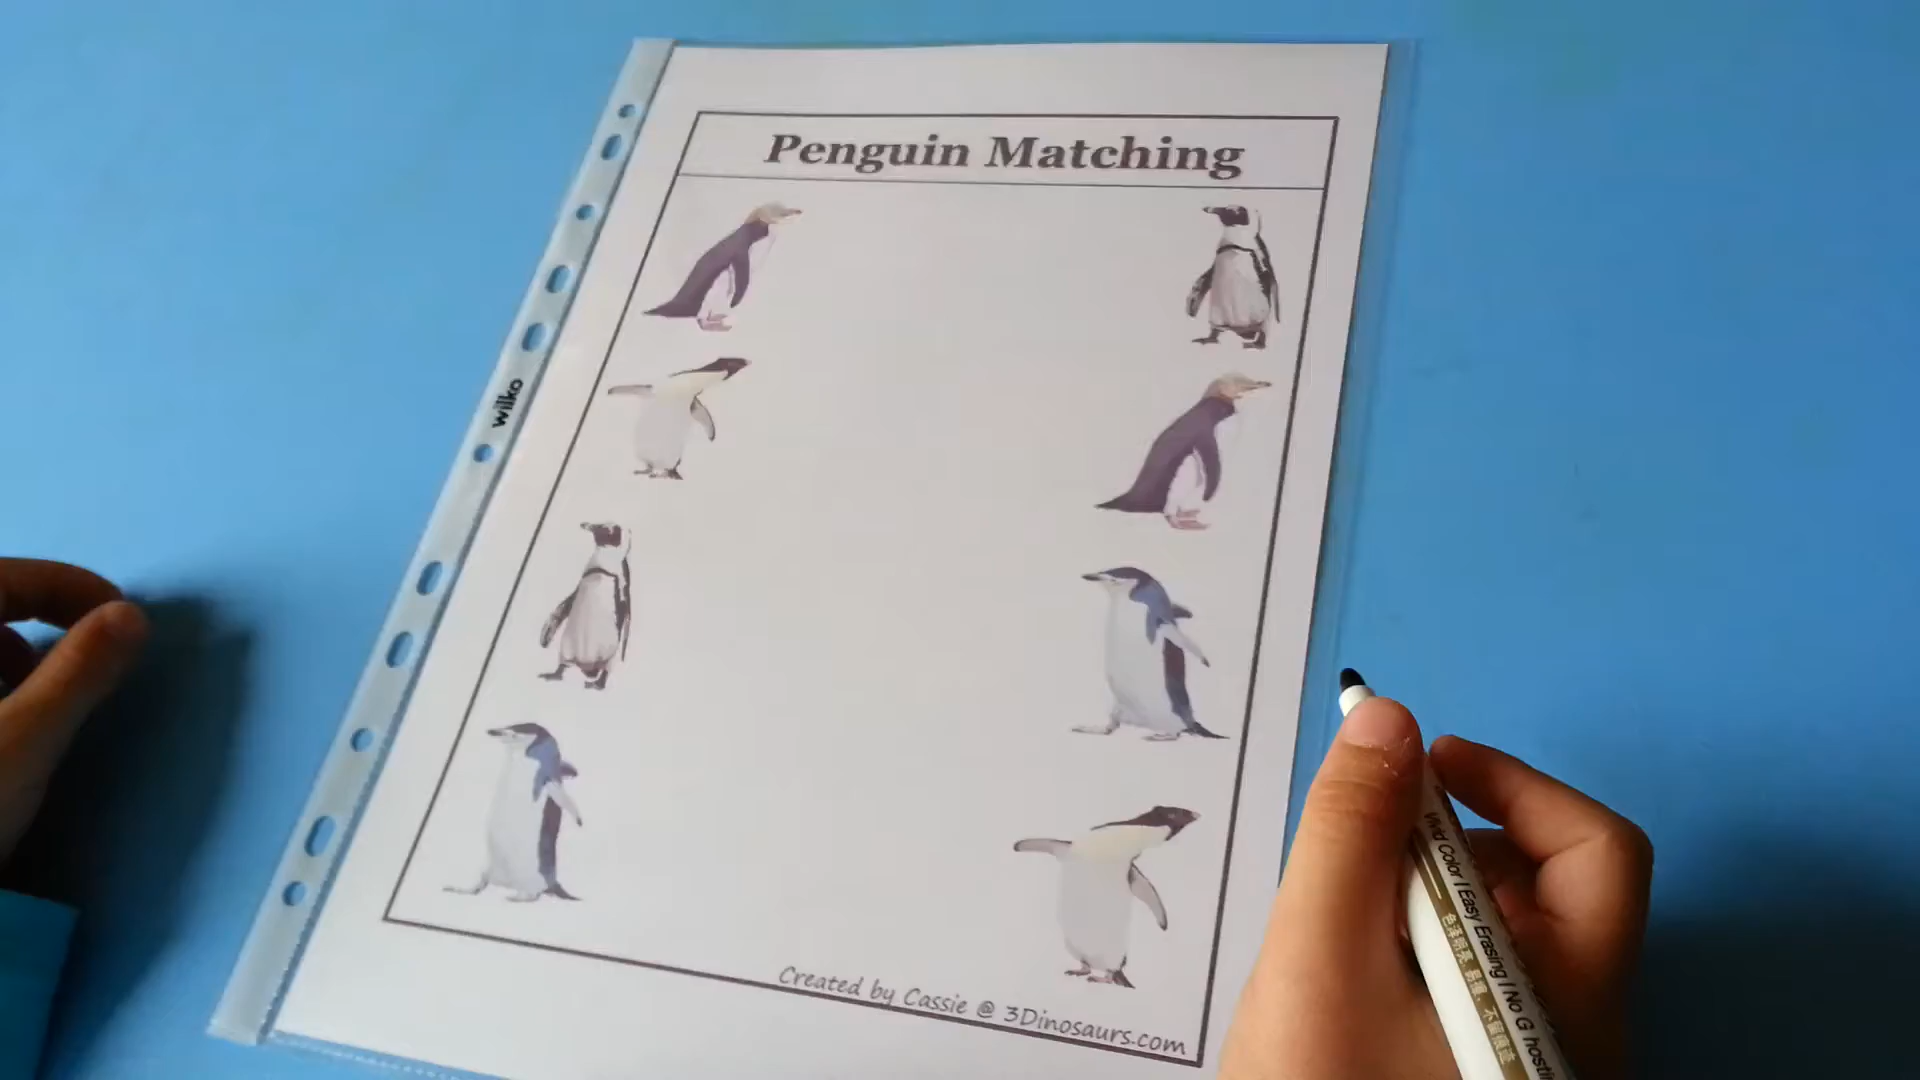 Penguin Matching
wilko
Created by Cassie @ 3Dinosaurs.com
Vivid Color | Easy Erasing | No G hosti